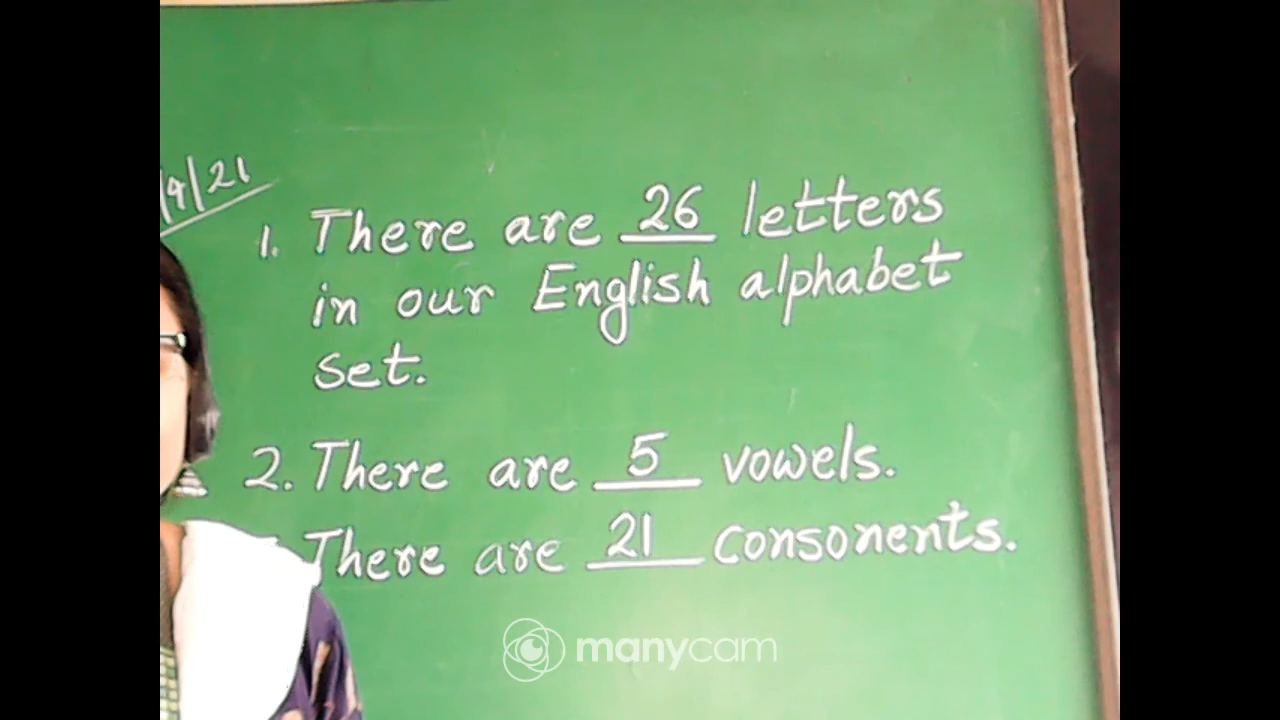 /9/21
1. There are 26 letters
in our English alphabet
set.
2. There are 5 vowels.
There are 21 consonents.
manycam